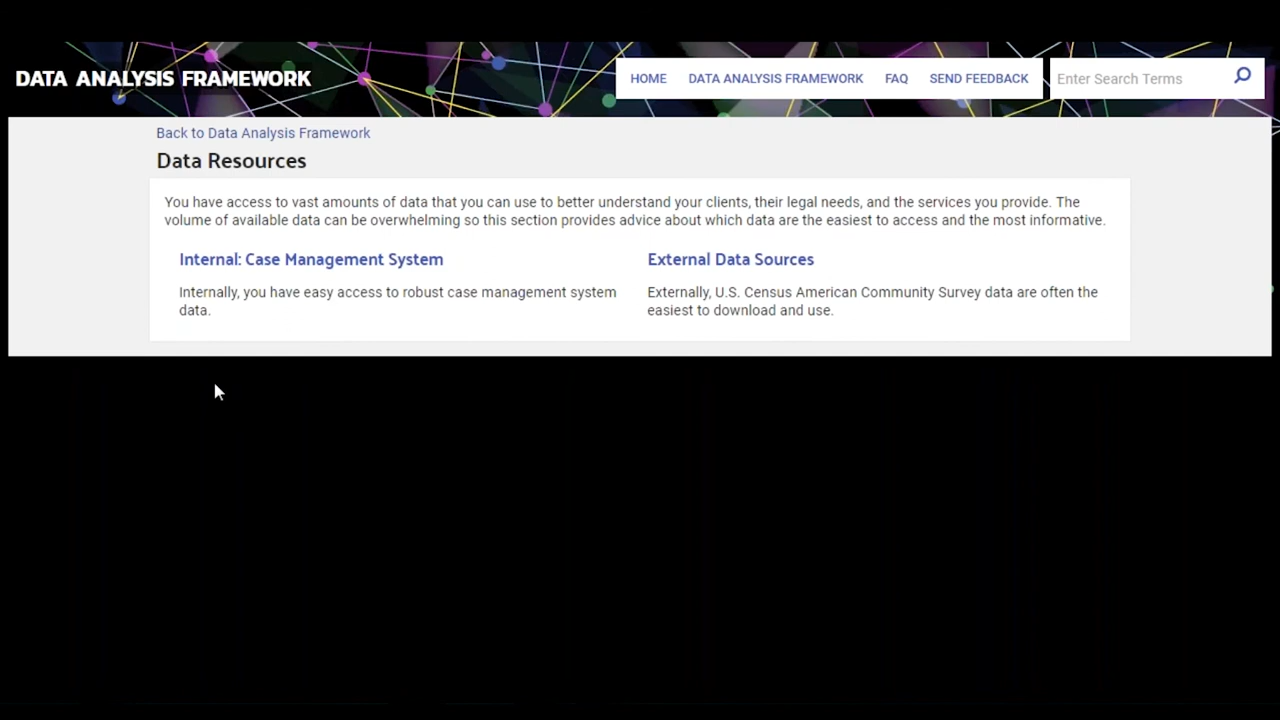 DATA ANALYSIS FRAMEWORK
HOME DATA ANALYSIS FRAMEWORK FAQ SEND FEEDBACK Enter Search Terms
Back to Data Analysis Framework
Data Resources
You have access to vast amounts of data that you can use to better understand your clients, their legal needs, and the services you provide. The
volume of available data can be overwhelming so this section provides advice about which data are the easiest to access and the most informative.
Internal: Case Management System
Internally, you have easy access to robust case management system
data.
External Data Sources
Externally, U.S. Census American Community Survey data are often the
easiest to download and use.